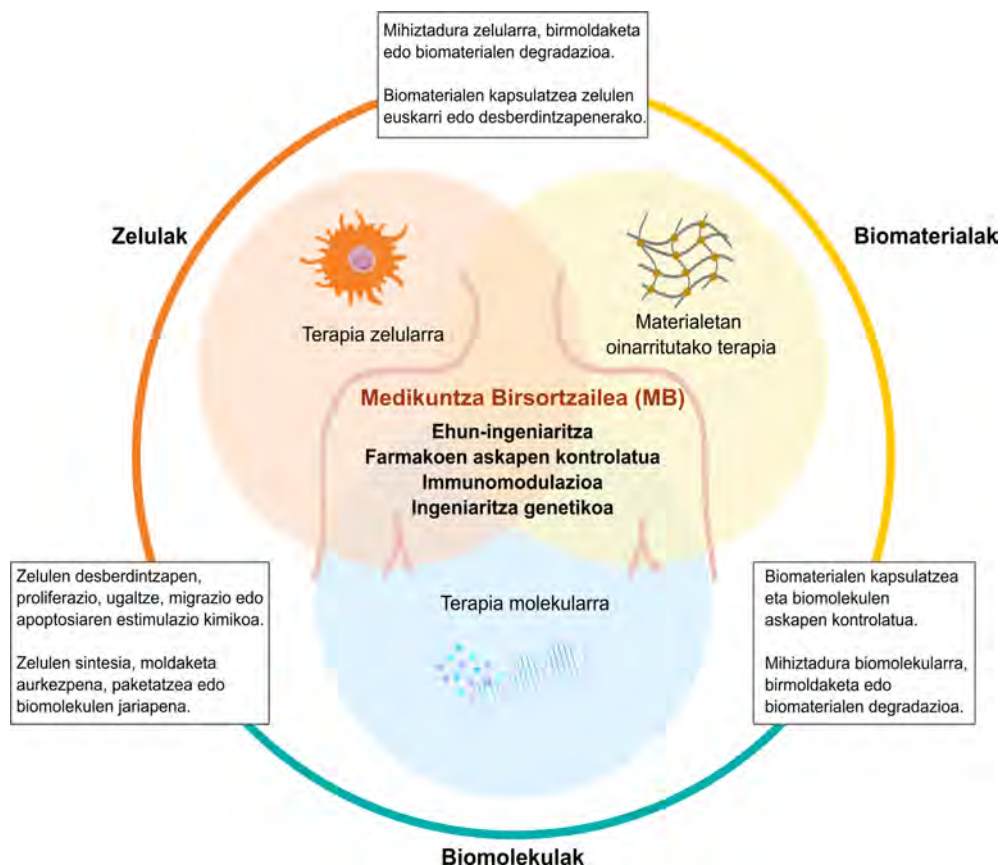 Mihiztadura zelularra, birmoldaketa
edo biomaterialen degradazioa.
Biomaterialen kapsulatzea zelulen
euskarri edo desberdintzapenerako.
Zelulak
Biomaterialak
Terapia zelularra
Materialetan
oinarritutako terapia
Medikuntza Birsortzailea (MB)
Ehun-ingeniaritza
Farmakoen askapen kontrolatua
Immunomodulazioa
Ingeniaritza genetikoa
Zelulen desberdintzapen,
proliferazio, ugaltze, migrazio edo
apoptosiaren estimulazio kimikoa.
Zelulen sintesia, moldaketa
aurkezpena, paketatzea edo
biomolekulen jariapena.
Terapia molekularra
Biomaterialen kapsulatzea
eta biomolekulen
askapen kontrolatua.
Mihiztadura biomolekularra,
birmoldaketa edo
biomaterialen degradazioa.
Biomolekulak